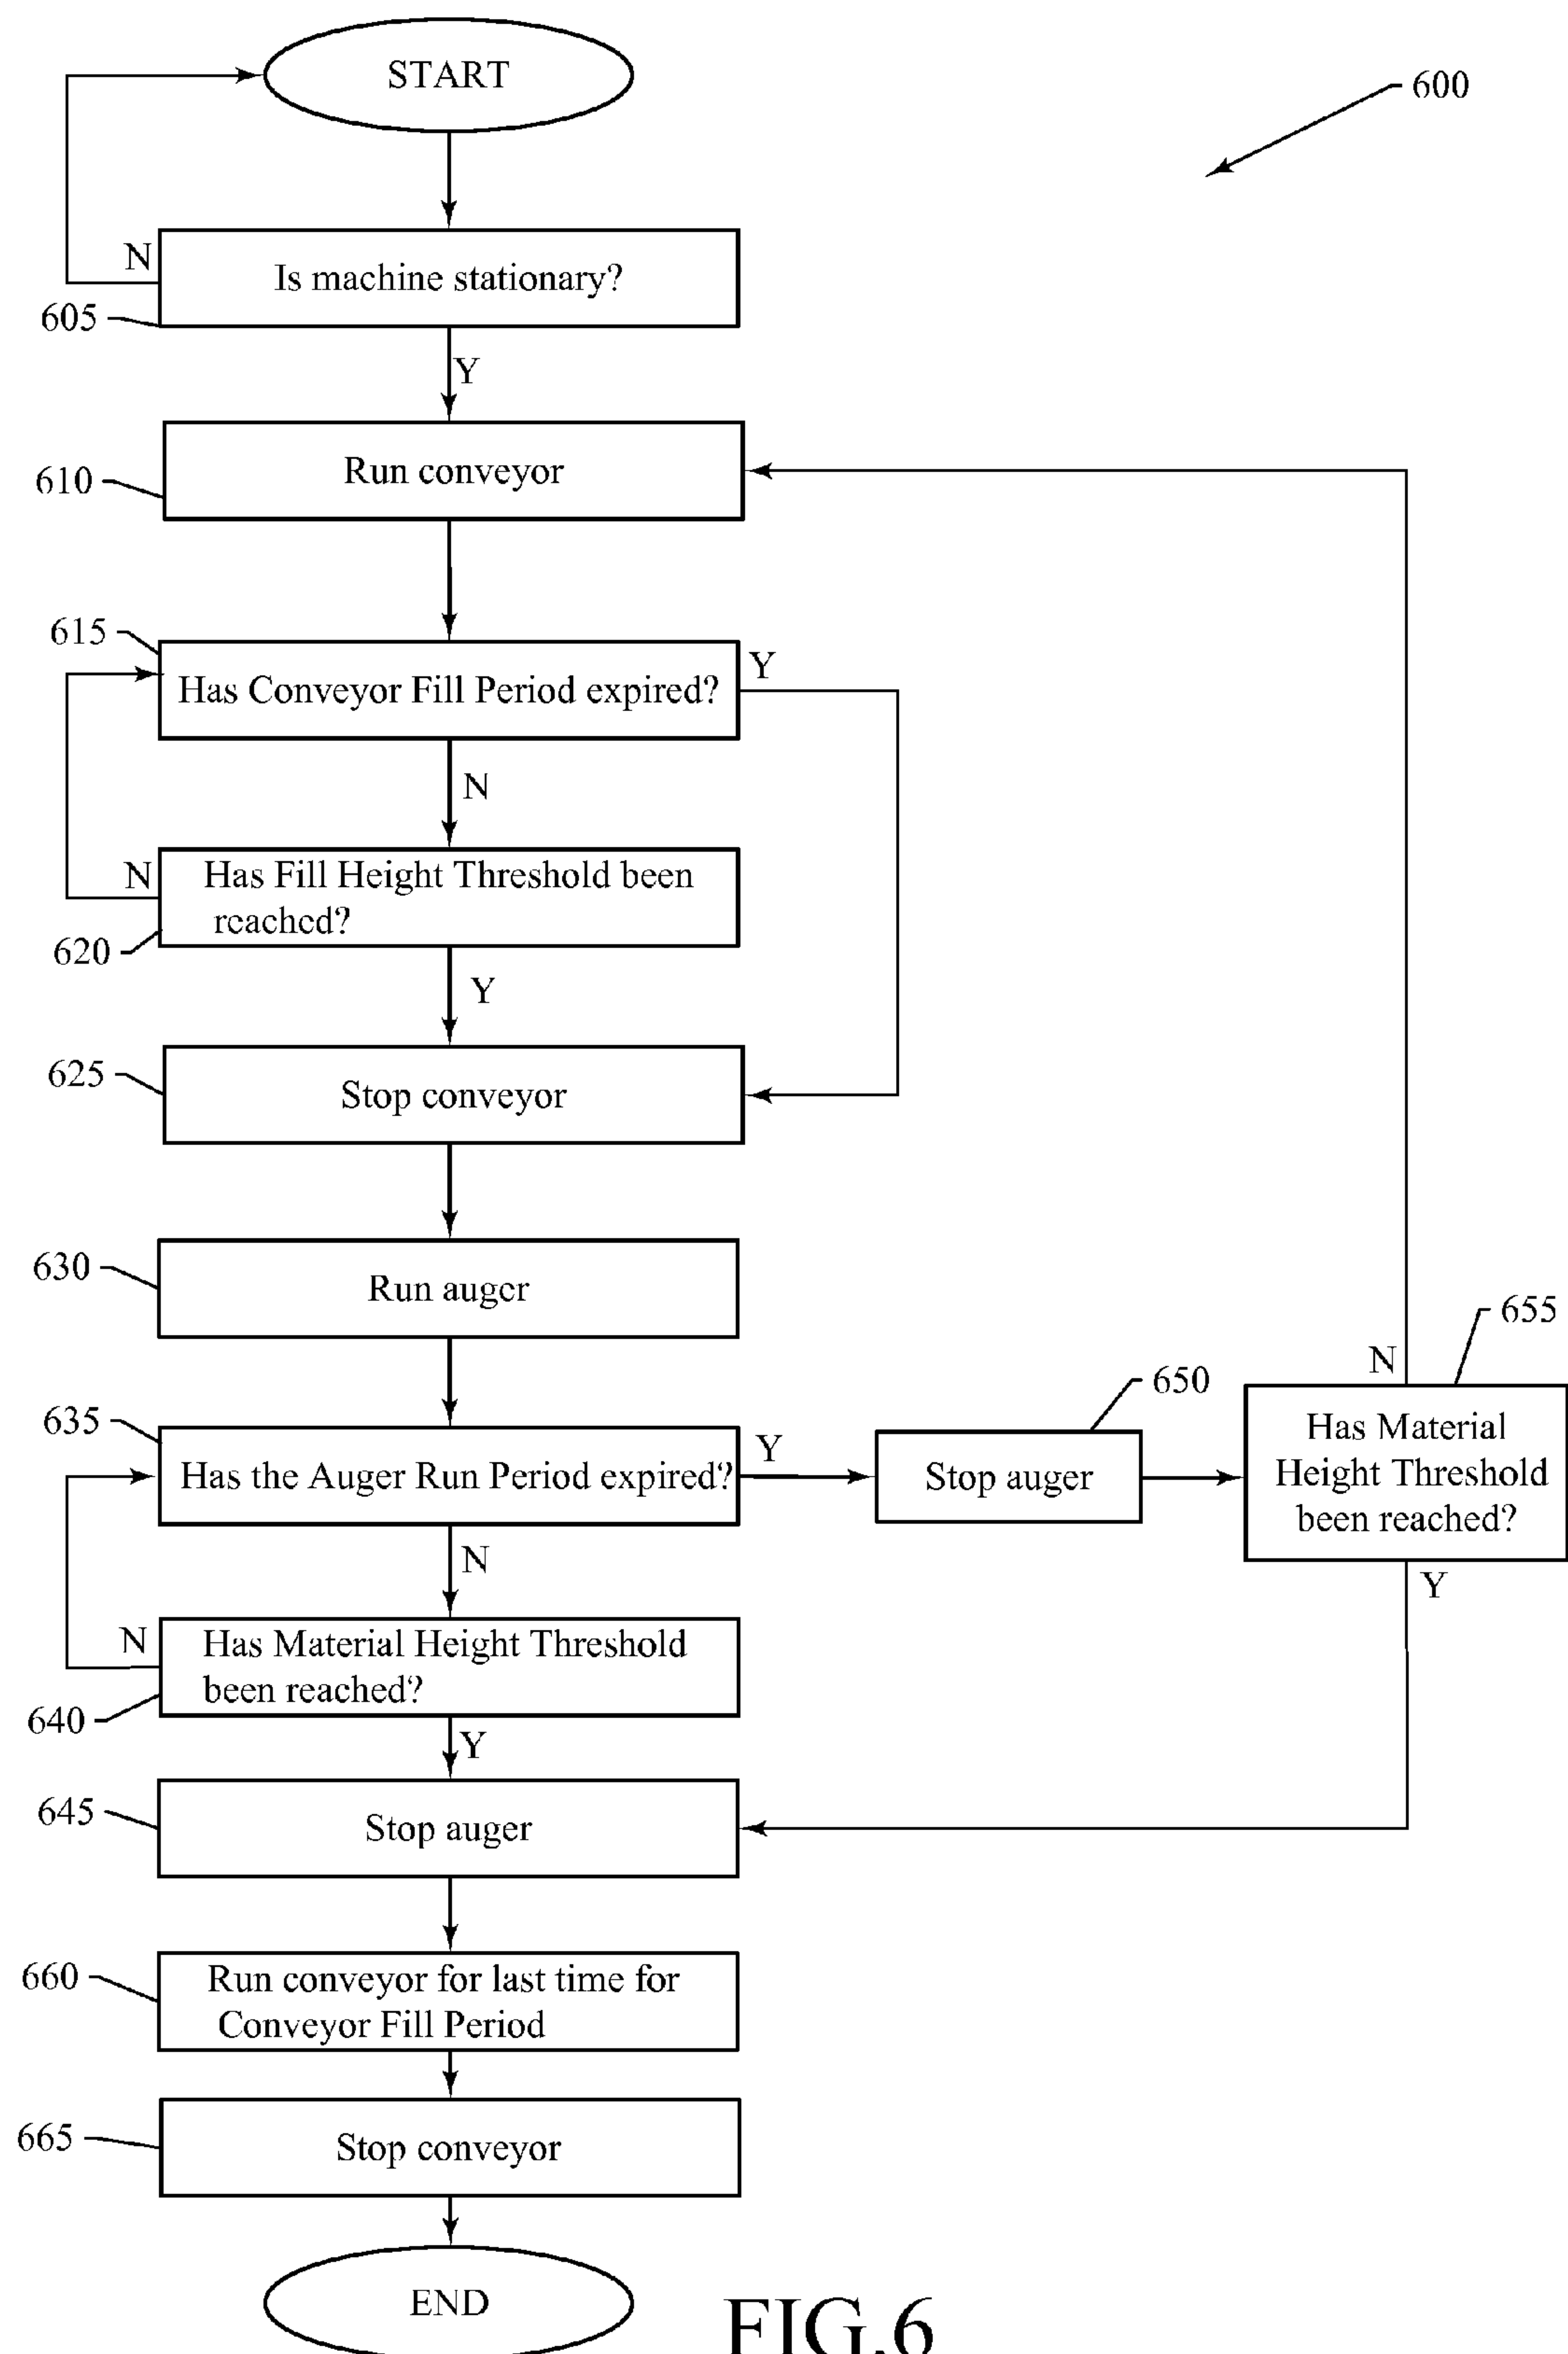 START
600
N
Is machine stationary?
605
Y
Run conveyor
610
615
Y
Has Conveyor Fill Period expired?
N
N
Has Fill Height Threshold been
reached?
620
Y
625
Stop conveyor
630
Run auger
655
N
650
635
Y
Has the Auger Run Period expired?
Stop auger
Has Material
Height Threshold
been reached?
N
Y
N
Has Material Height Threshold
been reached?
640
Y
645
Stop auger
660
Run conveyor for last time for
Conveyor Fill Period
665
Stop conveyor
END
FIG.6